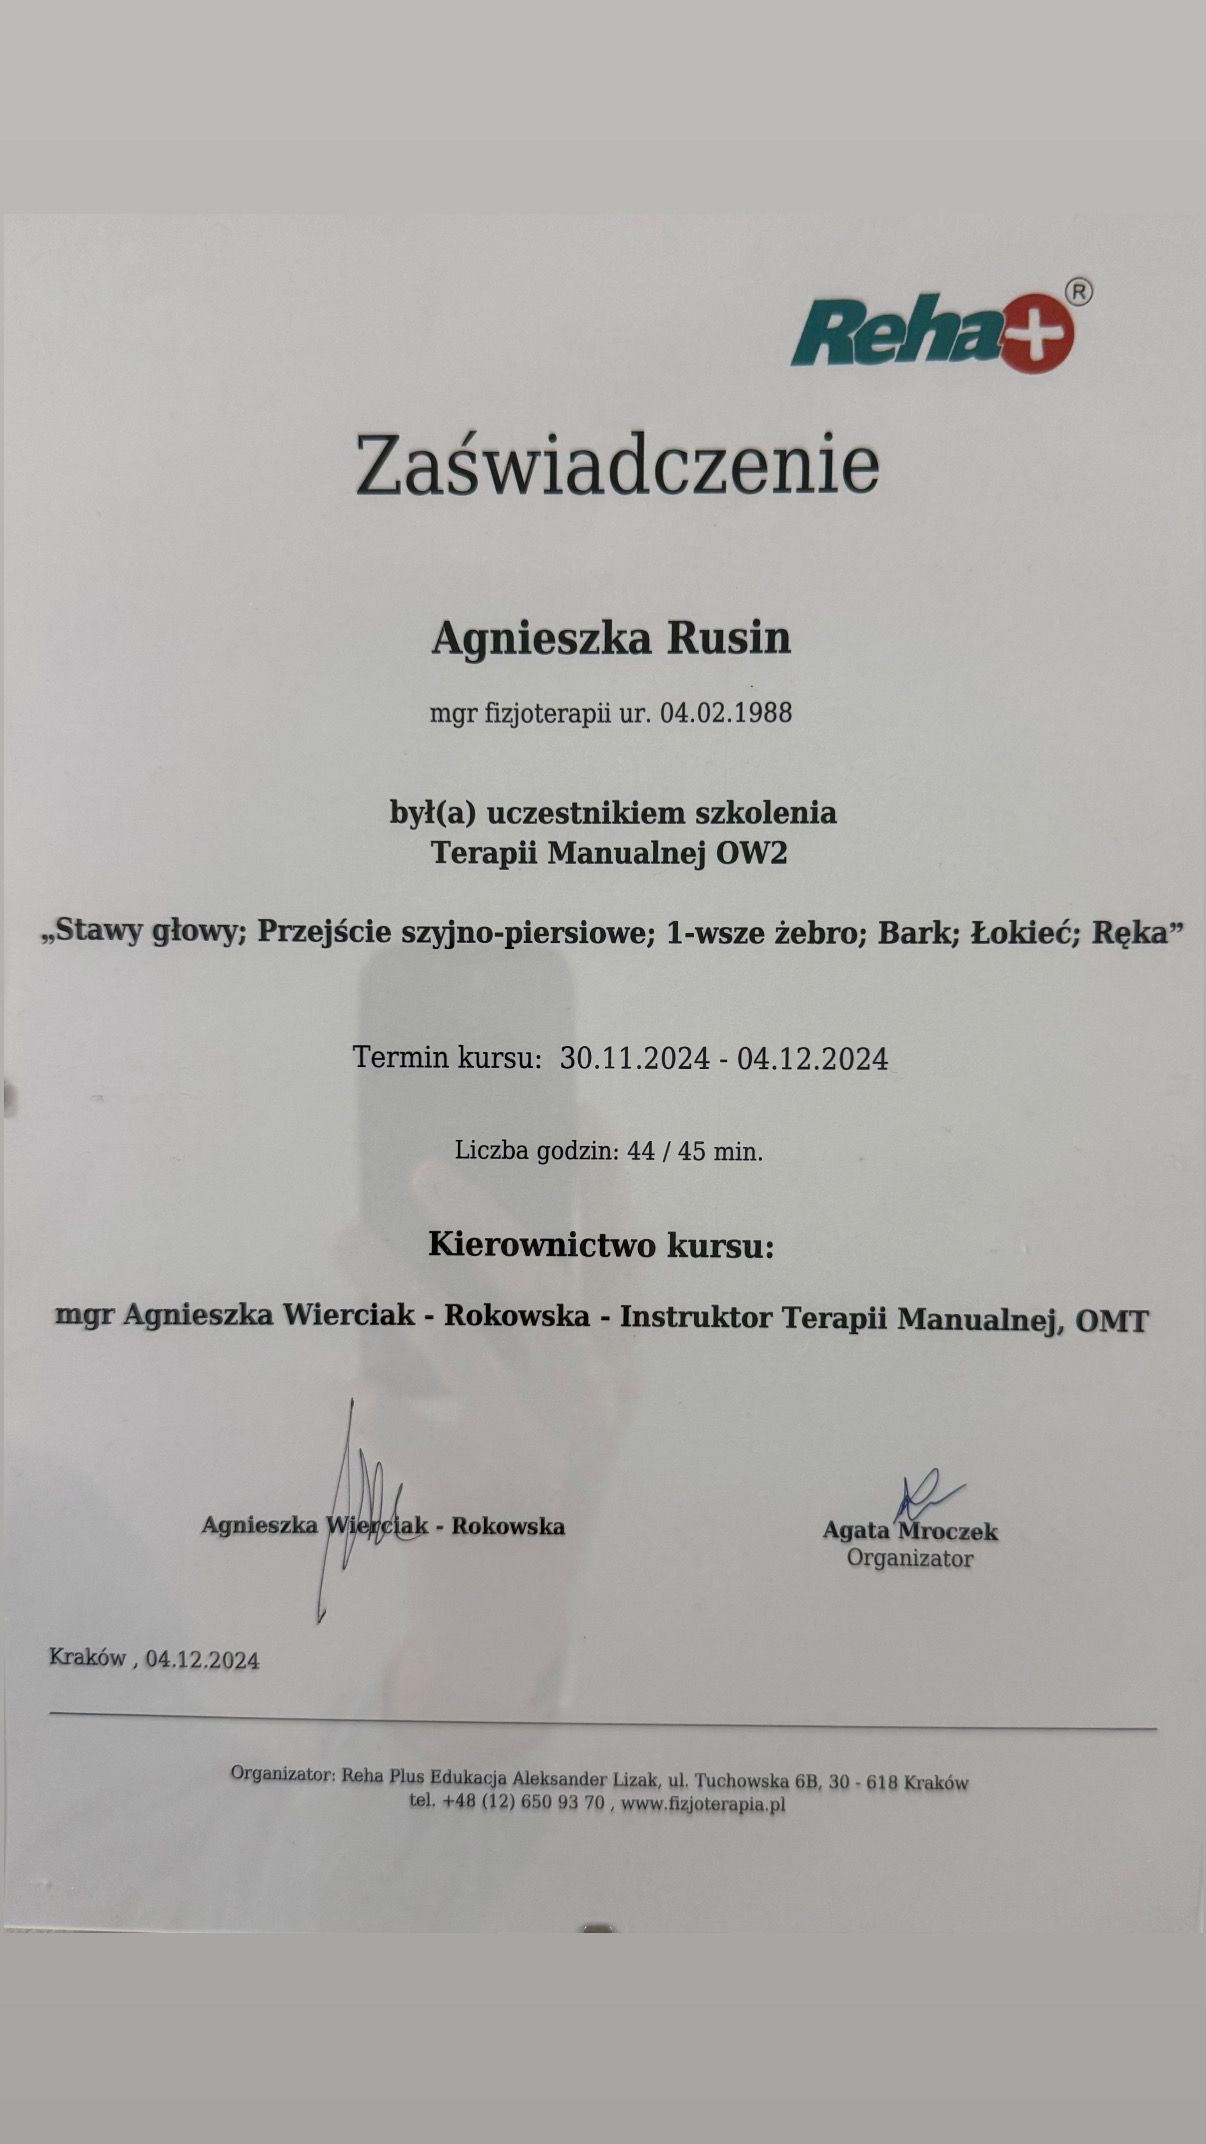 Reha+®
Zaświadczenie
Agnieszka Rusin
mgr fizjoterapii ur. 04.02.1988
był(a) uczestnikiem szkolenia
Terapii Manualnej OW2
„Stawy głowy; Przejście szyjno-piersiowe; 1-wsze żebro; Bark; Łokieć; Ręka”
Termin kursu: 30.11.2024 - 04.12.2024
Liczba godzin: 44 / 45 min.
Kierownictwo kursu:
mgr Agnieszka Wierciak - Rokowska - Instruktor Terapii Manualnej, OMT
Agnieszka Wierciak - Rokowska
Agata Mroczek
Organizator
Kraków , 04.12.2024
Organizator: Reha Plus Edukacja Aleksander Lizak, ul. Tuchowska 6B, 30 - 618 Kraków
tel. +48 (12) 650 93 70 , www.fizjoterapia.pl